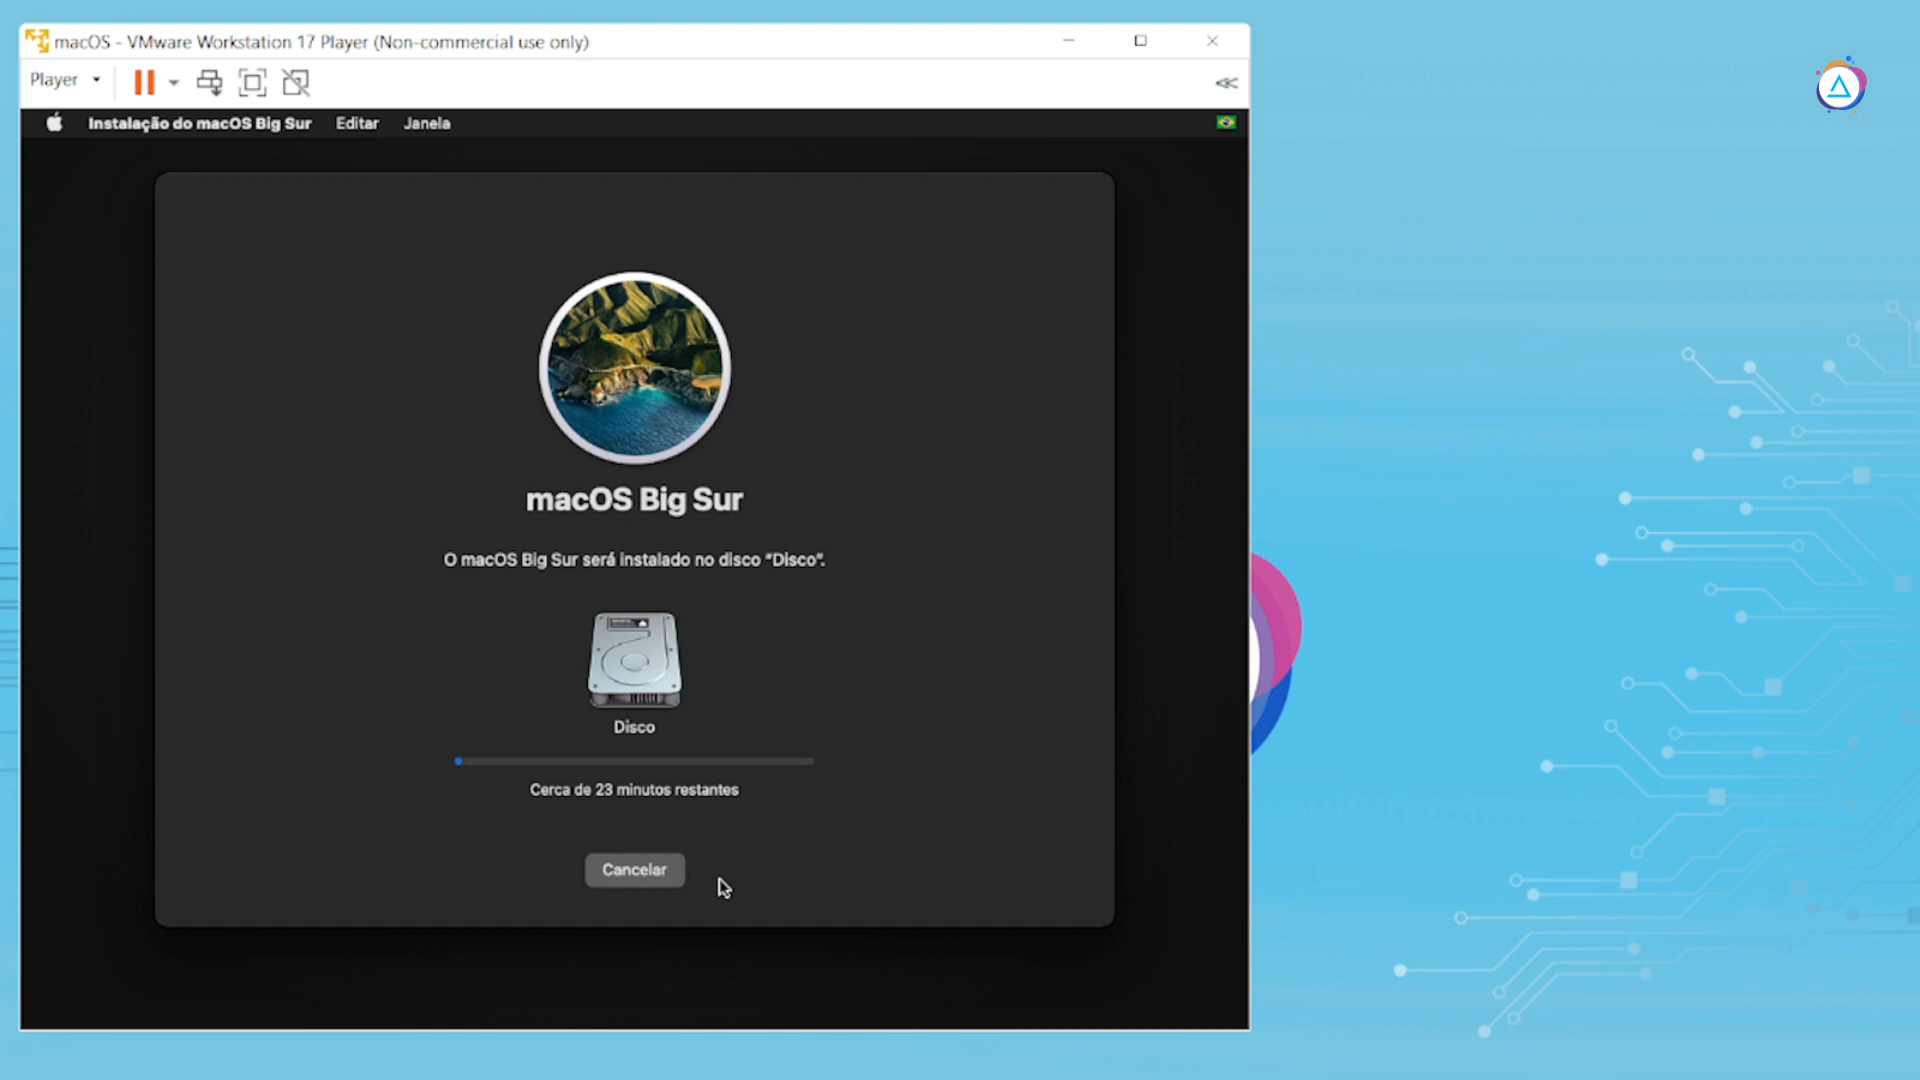 macOS - VMware Workstation 17 Player (Non-commercial use only)
Player
Instalação do macOS Big Sur Editar Janela
macOS Big Sur
O macOS Big Sur será instalado no disco "Disco".
Disco
Cerca de 23 minutos restantes
Cancelar